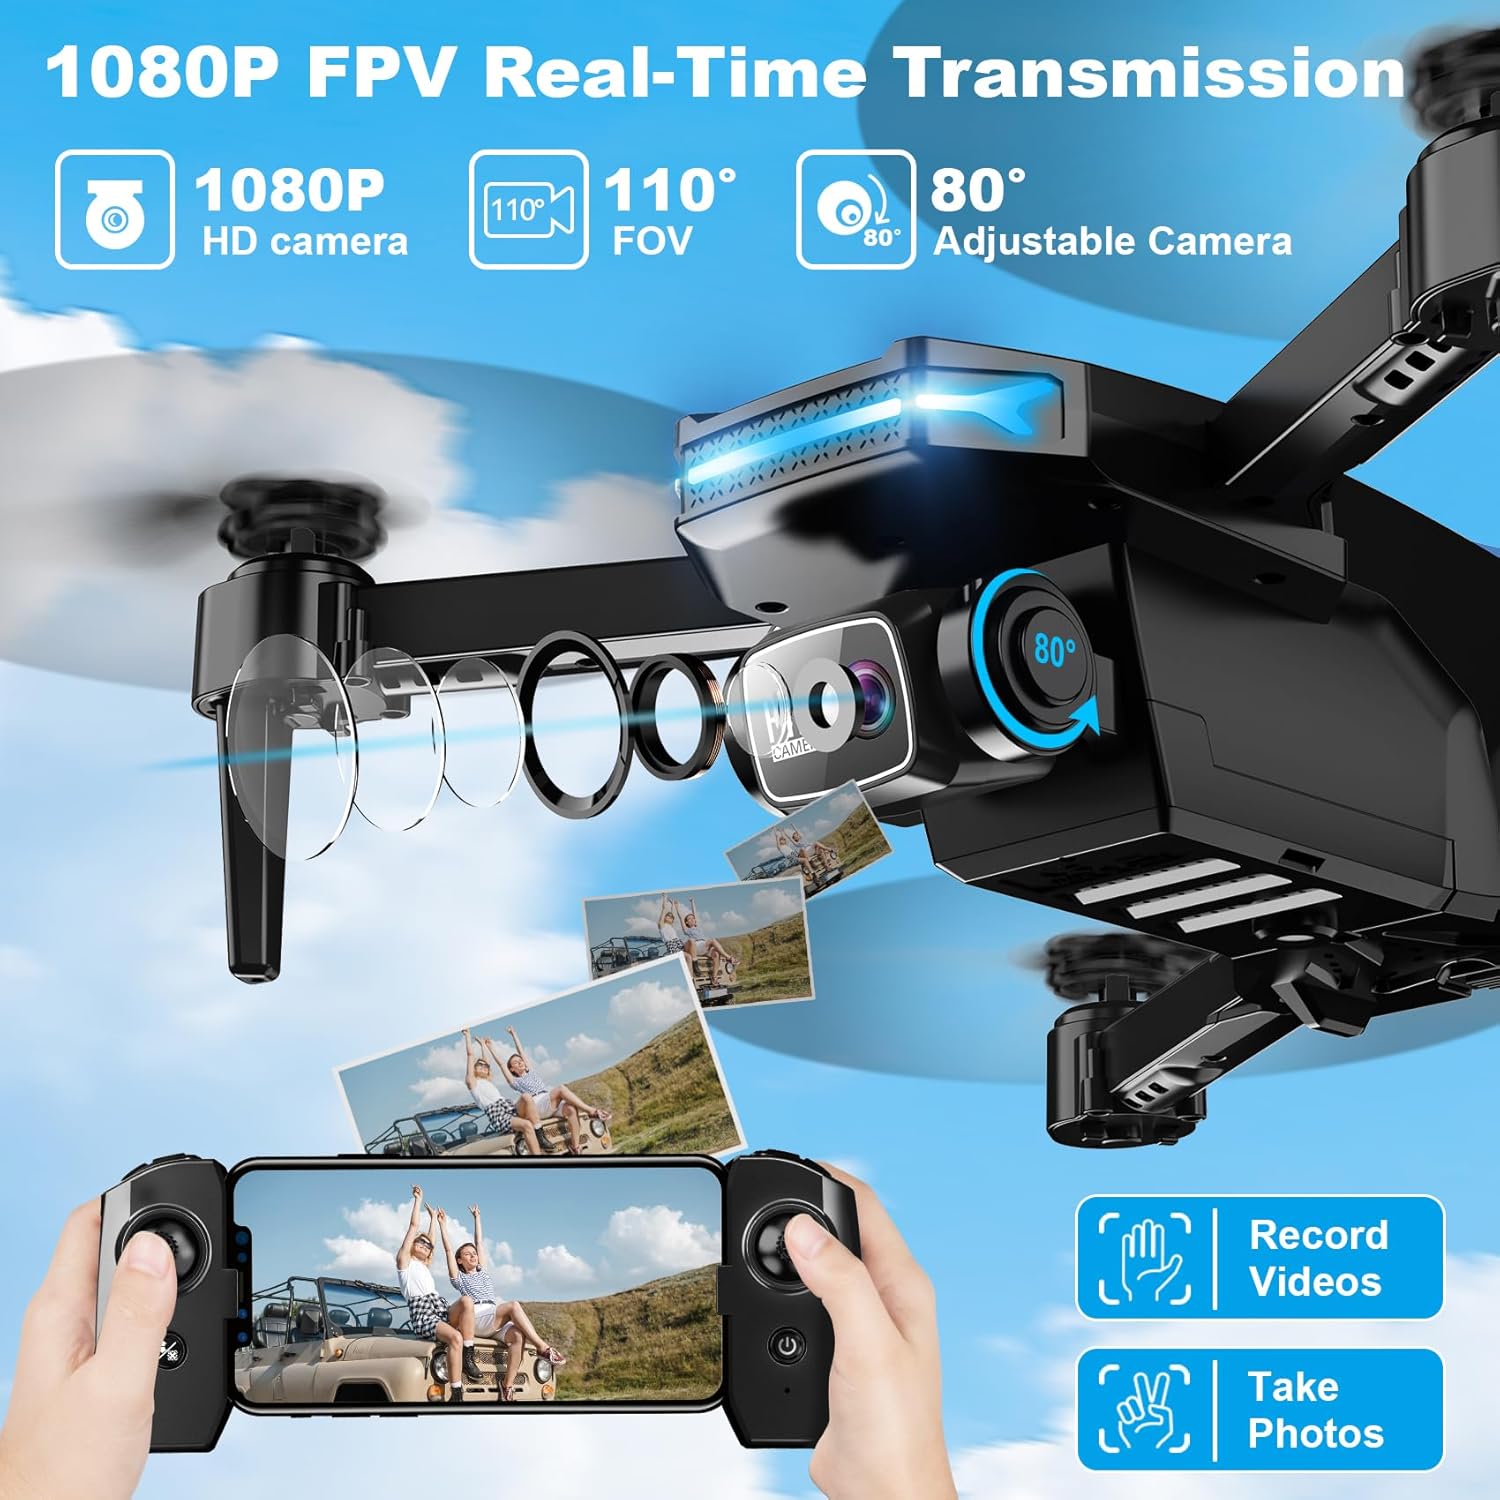 1080P FPV Real-Time Transmission
1080P
HD camera
110°
110°
FOV
80°
80°
Adjustable Camera
80°
Record
Videos
Take
Photos